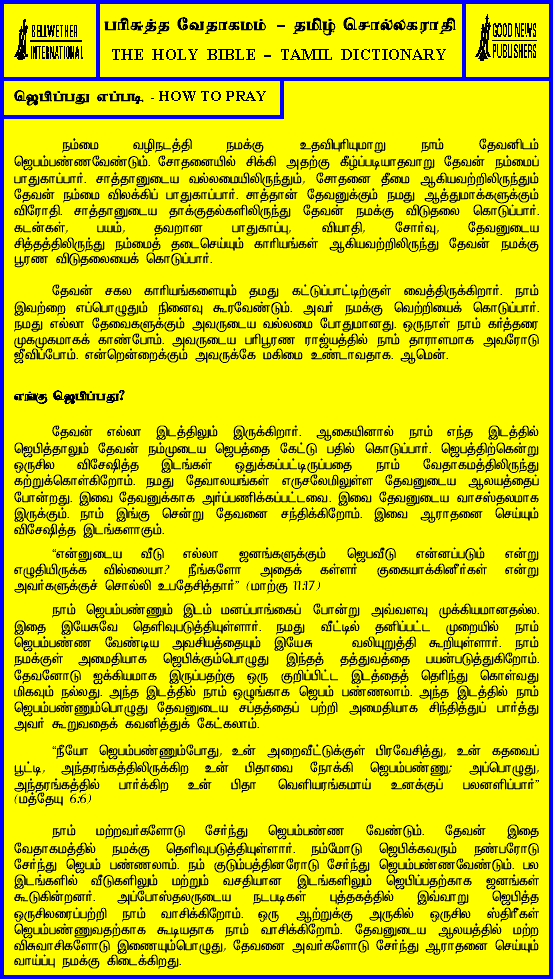 BELLWETHER
INTERNATIONAL
பரிசுத்த வேதாகமம் – தமிழ் சொல்லகராதி
THE HOLY BIBLE – TAMIL DICTIONARY
GOOD NEWS
PUBLISHERS
ஜெபிப்பது எப்படி - HOW TO PRAY
நம்மை வழிநடத்தி நமக்கு உதவிபுரியுமாறு நாம் தேவனிடம்
ஜெபம்பண்ணவேண்டும். சோதனையில் சிக்கி அதற்கு கீழ்ப்படியாதவாறு தேவன் நம்மைப்
பாதுகாப்பார். சாத்தானுடைய வல்லமையிலிருந்தும், சோதனை தீமை ஆகியவற்றிலிருந்தும்
தேவன் நம்மை விலக்கிப் பாதுகாப்பார். சாத்தான் தேவனுக்கும் நமது ஆத்துமாக்களுக்கும்
விரோதி. சாத்தானுடைய தாக்குதல்களிலிருந்து தேவன் நமக்கு விடுதலை கொடுப்பார்.
கடன்கள், பயம், தவறான பாதுகாப்பு, வியாதி, சோர்வு, தேவனுடைய
சித்தத்திலிருந்து நம்மைத் தடைசெய்யும் காரியங்கள் ஆகியவற்றிலிருந்து தேவன் நமக்கு
பூரண விடுதலையைக் கொடுப்பார்.
தேவன் சகல காரியங்களையும் தமது கட்டுப்பாட்டிற்குள் வைத்திருக்கிறார். நாம்
இவற்றை எப்பொழுதும் நினைவு கூரவேண்டும். அவர் நமக்கு வெற்றியைக் கொடுப்பார்.
நமது எல்லா தேவைகளுக்கும் அவருடைய வல்லமை போதுமானது. ஒருநாள் நாம் கர்த்தரை
முகமுகமாகக் காண்போம். அவருடைய பரிபூரண ராஜ்யத்தில் நாம் தாராளமாக அவரோடு
ஜீவிப்போம். என்றென்றைக்கும் அவருக்கே மகிமை உண்டாவதாக. ஆமென்.
எங்கு ஜெபிப்பது?
தேவன் எல்லா இடத்திலும் இருக்கிறார். ஆகையினால் நாம் எந்த இடத்தில்
ஜெபித்தாலும் தேவன் நம்முடைய ஜெபத்தை கேட்டு பதில் கொடுப்பார். ஜெபத்திற்கென்று
ஒருசில விசேஷித்த இடங்கள் ஒதுக்கப்பட்டிருப்பதை நாம் வேதாகமத்திலிருந்து
கற்றுக்கொள்கிறோம். நமது தேவாலயங்கள் எருசலேமிலுள்ள தேவனுடைய ஆலயத்தைப்
போன்றது. இவை தேவனுக்காக அர்ப்பணிக்கப்பட்டவை. இவை தேவனுடைய வாசஸ்தலமாக
இருக்கும். நாம் இங்கு சென்று தேவனை சந்திக்கிறோம். இவை ஆராதனை செய்யும்
விசேஷித்த இடங்களாகும்.
“என்னுடைய வீடு எல்லா ஜனங்களுக்கும் ஜெபவீடு என்னப்படும் என்று
எழுதியிருக்க வில்லையா? நீங்களோ அதைக் கள்ளர் குகையாக்கினீர்கள் என்று
அவர்களுக்குச் சொல்லி உபதேசித்தார்” (மாற்கு 11:17)
நாம் ஜெபம்பண்ணும் இடம் மனப்பாங்கைப் போன்று அவ்வளவு முக்கியமானதல்ல.
இதை இயேசுவே தெளிவுபடுத்தியுள்ளார். நமது வீட்டில் தனிப்பட்ட முறையில் நாம்
ஜெபம்பண்ண வேண்டிய அவசியத்தையும் இயேசு வலியுறுத்தி கூறியுள்ளார். நாம்
நமக்குள் அமைதியாக ஜெபிக்கும்பொழுது இந்தத் தத்துவத்தை பயன்படுத்துகிறோம்.
தேவனோடு ஐக்கியமாக இருப்பதற்கு ஒரு குறிப்பிட்ட இடத்தைத் தெரிந்து கொள்வது
மிகவும் நல்லது. அந்த இடத்தில் நாம் ஒழுங்காக ஜெபம் பண்ணலாம். அந்த இடத்தில் நாம்
ஜெபம்பண்ணும்பொழுது தேவனுடைய சப்தத்தைப் பற்றி அமைதியாக சிந்தித்துப் பார்த்து
அவர் கூறுவதைக் கவனித்துக் கேட்கலாம்.
“நீயோ ஜெபம்பண்ணும்போது, உன் அறைவீட்டுக்குள் பிரவேசித்து, உன் கதவைப்
பூட்டி, அந்தரங்கத்திலிருக்கிற உன் பிதாவை நோக்கி ஜெபம்பண்ணு; அப்பொழுது,
அந்தரங்கத்தில் பார்க்கிற உன் பிதா வெளியரங்கமாய் உனக்குப் பலனளிப்பார்”
(மத்தேயு 6:6)
நாம் மற்றவர்களோடு சேர்ந்து ஜெபம்பண்ண வேண்டும். தேவன் இதை
வேதாகமத்தில் நமக்கு தெளிவுபடுத்தியுள்ளார். நம்மோடு ஜெபிக்கவரும் நண்பரோடு
சேர்ந்து ஜெபம் பண்ணலாம். நம் குடும்பத்தினரோடு சேர்ந்து ஜெபம்பண்ணவேண்டும். பல
இடங்களில் வீடுகளிலும் மற்றும் வசதியான இடங்களிலும் ஜெபிப்பதற்காக ஜனங்கள்
கூடுகின்றனர். அப்போஸ்தலருடைய நடபடிகள் புத்தகத்தில் இவ்வாறு ஜெபித்த
ஒருசிலரைப்பற்றி நாம் வாசிக்கிறோம். ஒரு ஆற்றுக்கு அருகில் ஒருசில ஸ்திரீகள்
ஜெபம்பண்ணுவதற்காக கூடியதாக நாம் வாசிக்கிறோம். தேவனுடைய ஆலயத்தில் மற்ற
விசுவாசிகளோடு இணையும்பொழுது, தேவனை அவர்களோடு சேர்ந்து ஆராதனை செய்யும்
வாய்ப்பு நமக்கு கிடைக்கிறது.